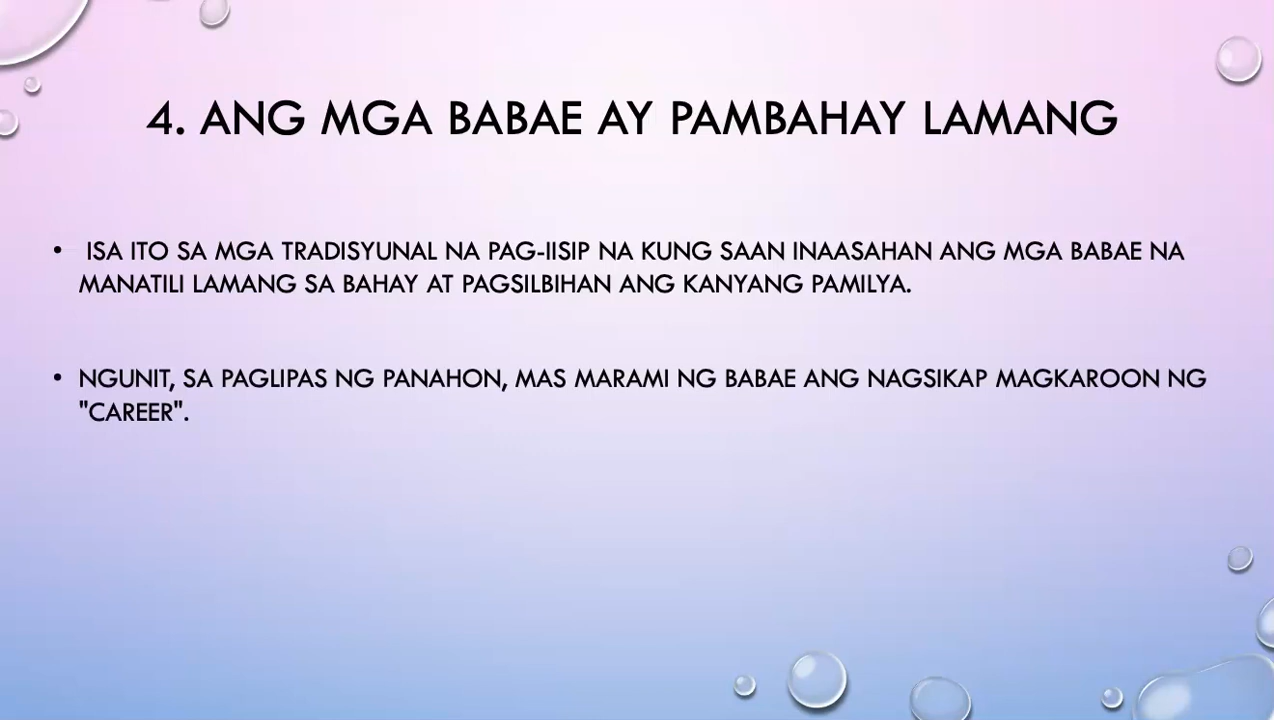 4. ANG MGA BABAE AY PAMBAHAY LAMANG
• ISA ITO SA MGA TRADISYUNAL NA PAG-IISIP NA KUNG SAAN INAASAHAN ANG MGA BABAE NA
MANATILI LAMANG SA BAHAY AT PAGSILBIHAN ANG KANYANG PAMILYA.
• NGUNIT, SA PAGLIPAS NG PANAHON, MAS MARAMI NG BABAE ANG NAGSIKAP MAGKAROON NG
"CAREER".